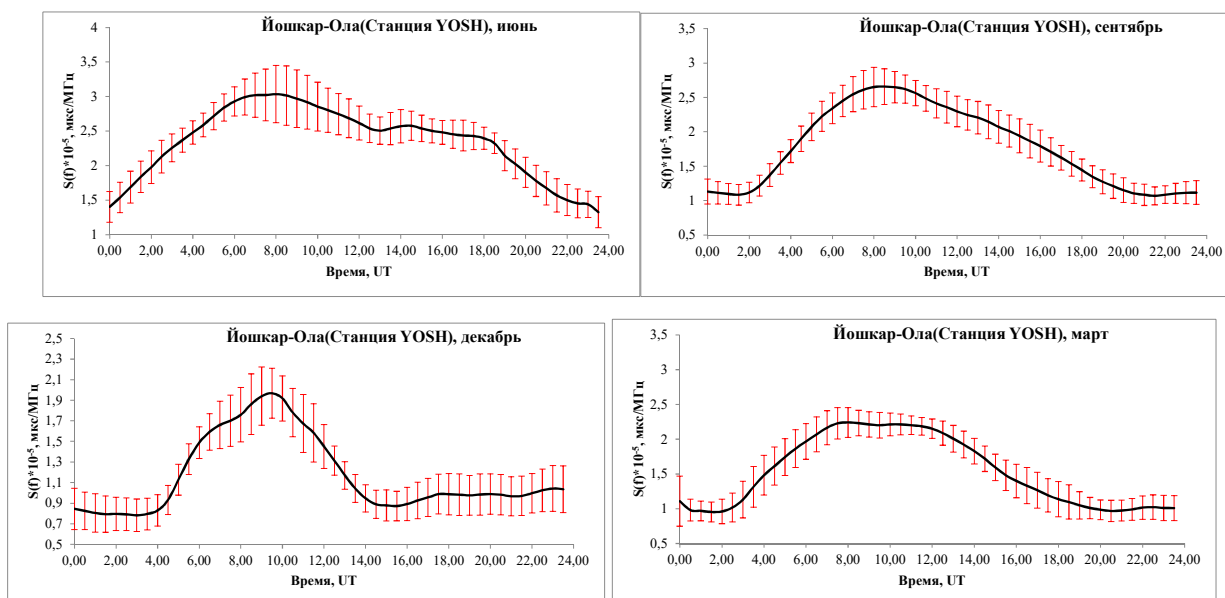 Йошкар-Ола(Станция YOSH), июнь
S(f)*10⁻⁵, мкс/МГц
4
3,5
3
2,5
2
1,5
1
0,00 2,00 4,00 6,00 8,00 10,00 12,00 14,00 16,00 18,00 20,00 22,00 24,00
Время, UT
Йошкар-Ола(Станция YOSH), сентябрь
S(f)*10⁻⁵, мкс/МГц
3,5
3
2,5
2
1,5
1
0,5
0,00 2,00 4,00 6,00 8,00 10,00 12,00 14,00 16,00 18,00 20,00 22,00 24,00
Время, UT
Йошкар-Ола(Станция YOSH), декабрь
S(f)*10⁻⁵, мкс/МГц
2,5
2,3
2,1
1,9
1,7
1,5
1,3
1,1
0,9
0,7
0,5
0,00 2,00 4,00 6,00 8,00 10,00 12,00 14,00 16,00 18,00 20,00 22,00 24,00
Время, UT
Йошкар-Ола(Станция YOSH), март
S(f)*10⁻⁵, мкс/МГц
3,5
3
2,5
2
1,5
1
0,5
0,00 2,00 4,00 6,00 8,00 10,00 12,00 14,00 16,00 18,00 20,00 22,00 24,00
Время, UT